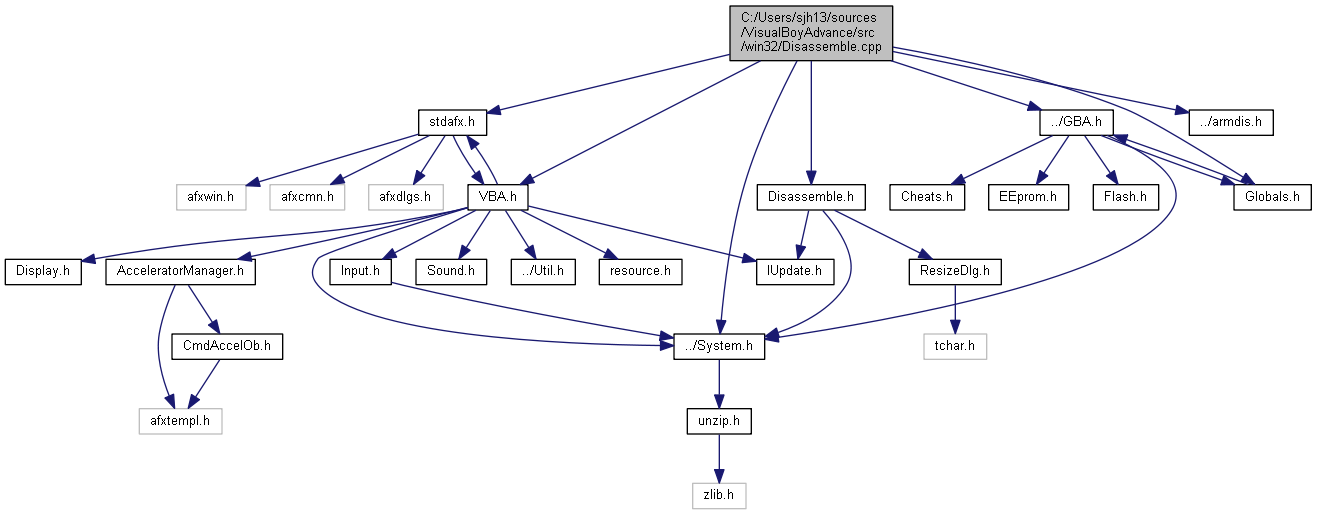 C:/Users/sjh13/sources
/VisualBoyAdvance/src
/win32/Disassemble.cpp
stdafx.h
../GBA.h
../armdis.h
afxwin.h
afxcmn.h
afxdlgs.h
VBA.h
Disassemble.h
Cheats.h
EEprom.h
Flash.h
Globals.h
Display.h
AcceleratorManager.h
Input.h
Sound.h
../Util.h
resource.h
IUpdate.h
ResizeDlg.h
CmdAccelOb.h
../System.h
tchar.h
afxtempl.h
unzip.h
zlib.h